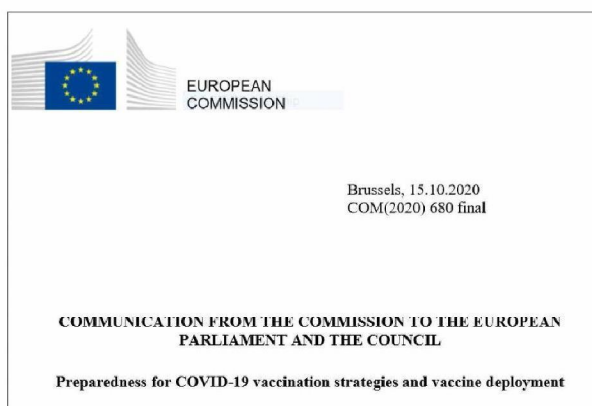 EUROPEAN
COMMISSION
Brussels, 15.10.2020
COM(2020) 680 final
COMMUNICATION FROM THE COMMISSION TO THE EUROPEAN
PARLIAMENT AND THE COUNCIL
Preparedness for COVID-19 vaccination strategies and vaccine deployment